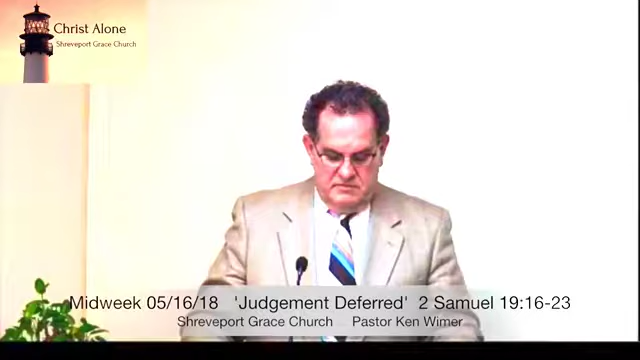 Christ Alone
Shreveport Grace Church
Midweek 05/16/18 'Judgement Deferred' 2 Samuel 19:16-23
Shreveport Grace Church Pastor Ken Wimer